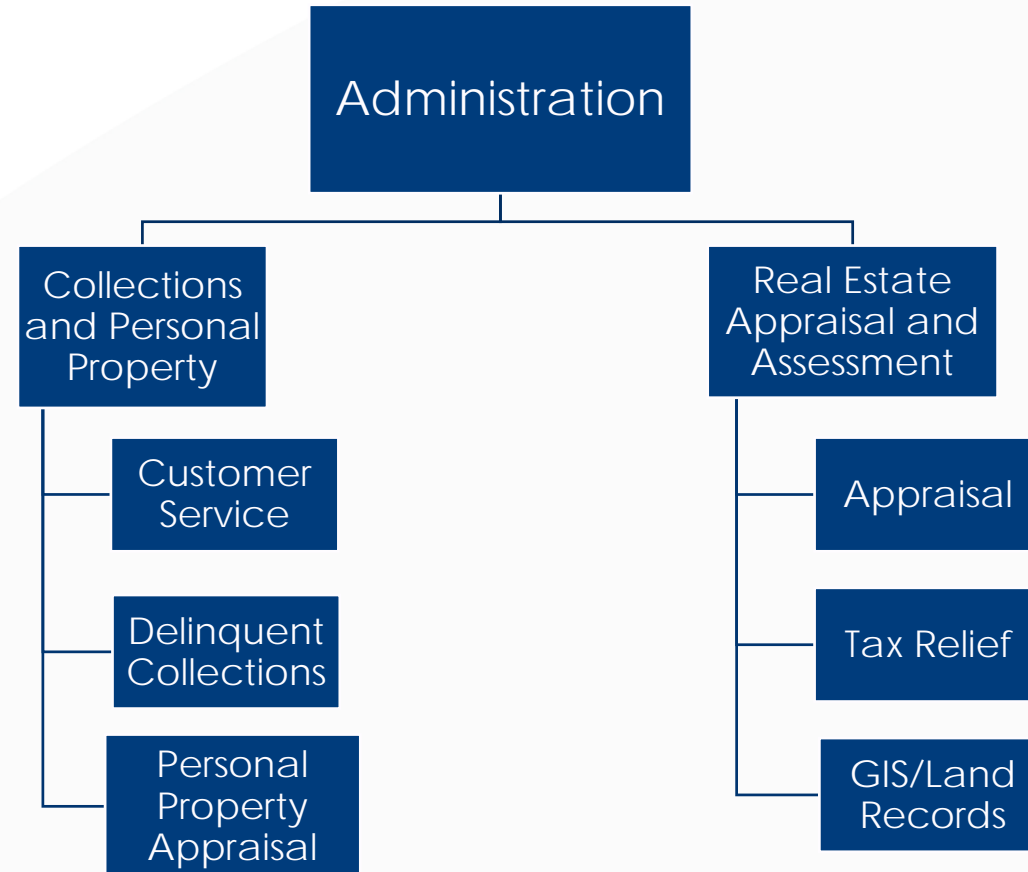 Administration
Collections
and Personal
Property
Real Estate
Appraisal and
Assessment
Customer
Service
Delinquent
Collections
Personal
Property
Appraisal
Appraisal
Tax Relief
GIS/Land
Records